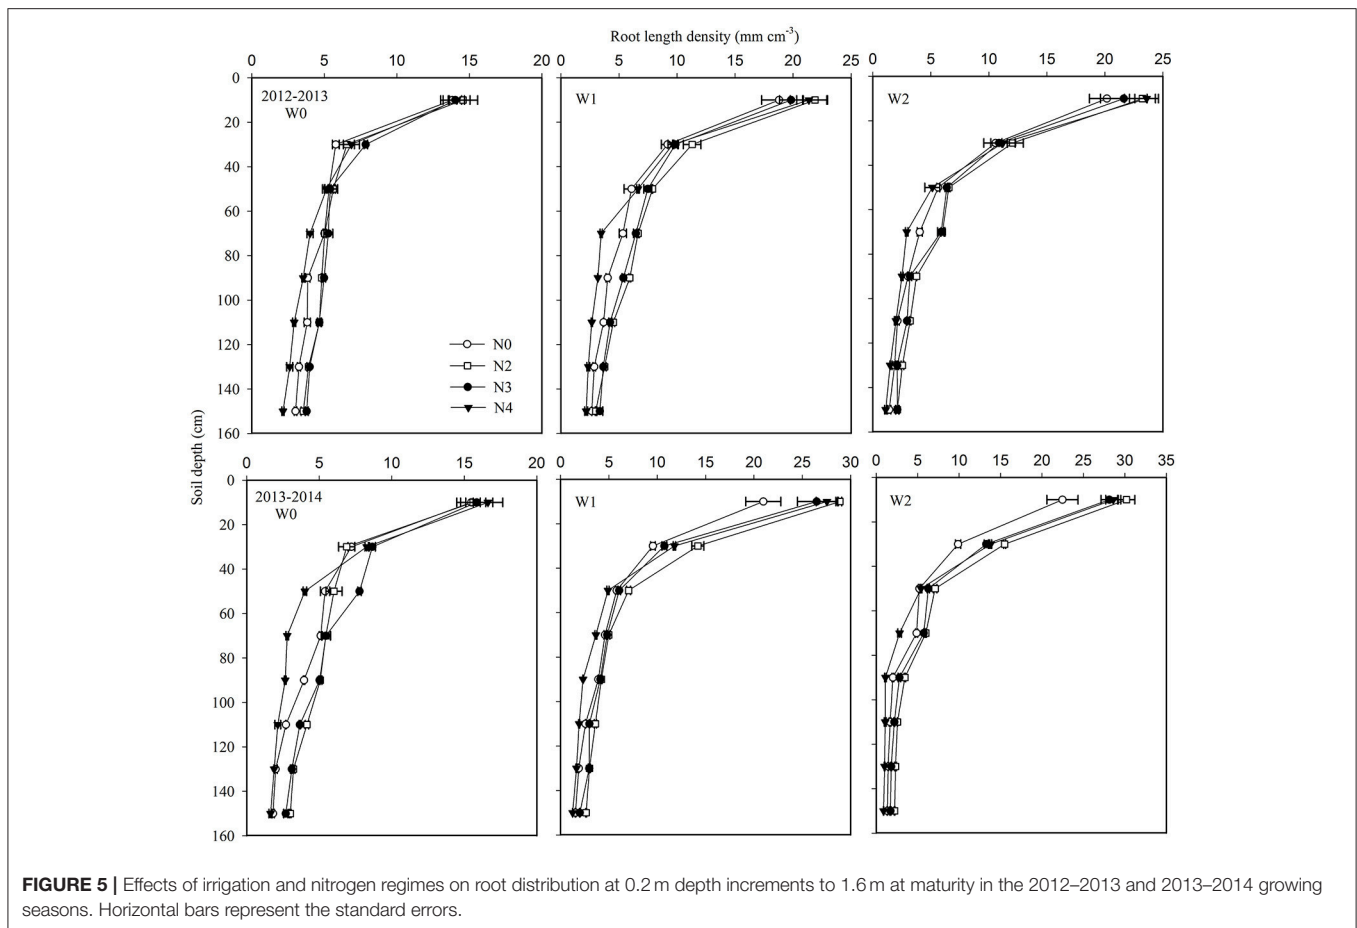 Root length density (mm cm-3)
0 5 10 15 20
0 5 10 15 20 25
0 5 10 15 20 25
0
20
40
60
80
100
120
140
160
2012-2013
W0
W1
W2
N0
N2
N3
N4
Soil depth (cm)
0 5 10 15 20
0 5 10 15 20 25 30
0 5 10 15 20 25 30 35
0
20
40
60
80
100
120
140
160
2013-2014
W0
W1
W2
FIGURE 5 | Effects of irrigation and nitrogen regimes on root distribution at 0.2 m depth increments to 1.6 m at maturity in the 2012–2013 and 2013–2014 growing
seasons. Horizontal bars represent the standard errors.